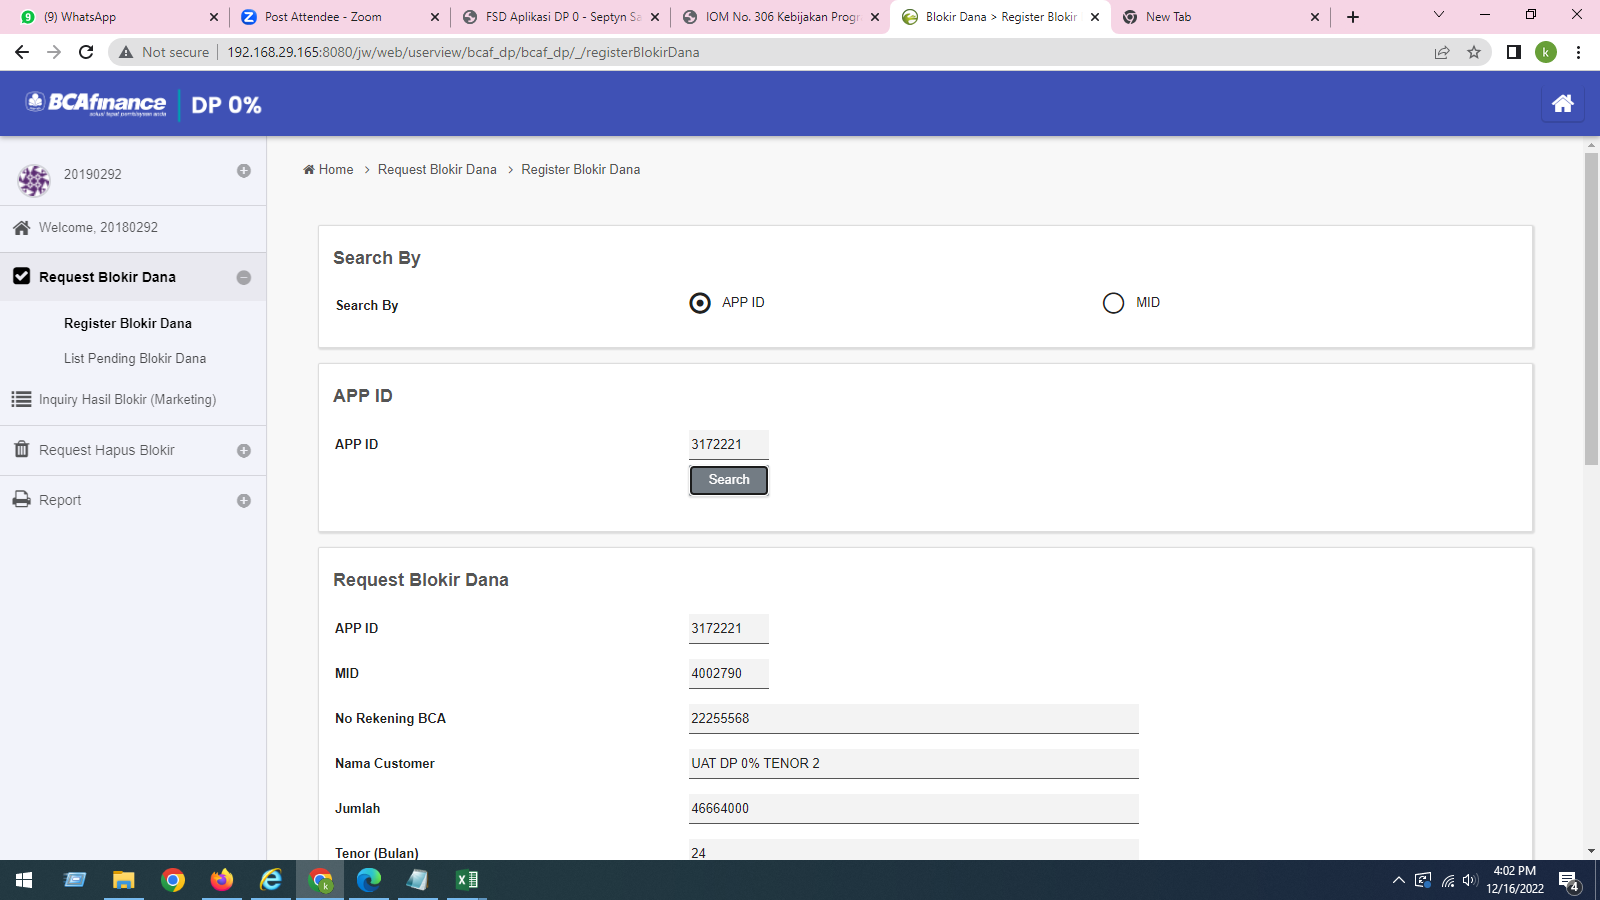 (9) WhatsApp
Post Attendee - Zoom
FSD Aplikasi DP 0 - Septyn Sa
IOM No. 306 Kebijakan Progr
Blokir Dana > Register Blokir
New Tab
Not secure
192.168.29.165:8080/jw/web/userview/bcaf_dp/bcaf_dp/_/registerBlokirDana
k
BCAfinance
solusi tepat pembiayaan anda
DP 0%
20190292
Welcome, 20180292
Request Blokir Dana
Register Blokir Dana
List Pending Blokir Dana
Inquiry Hasil Blokir (Marketing)
Request Hapus Blokir
Report
Home > Request Blokir Dana > Register Blokir Dana
Search By
Search By
APP ID
MID
APP ID
APP ID
3172221
Search
Request Blokir Dana
APP ID
3172221
MID
4002790
No Rekening BCA
22255568
Nama Customer
UAT DP 0% TENOR 2
Jumlah
46664000
Tenor (Bulan)
24
4:02 PM
12/16/2022
4